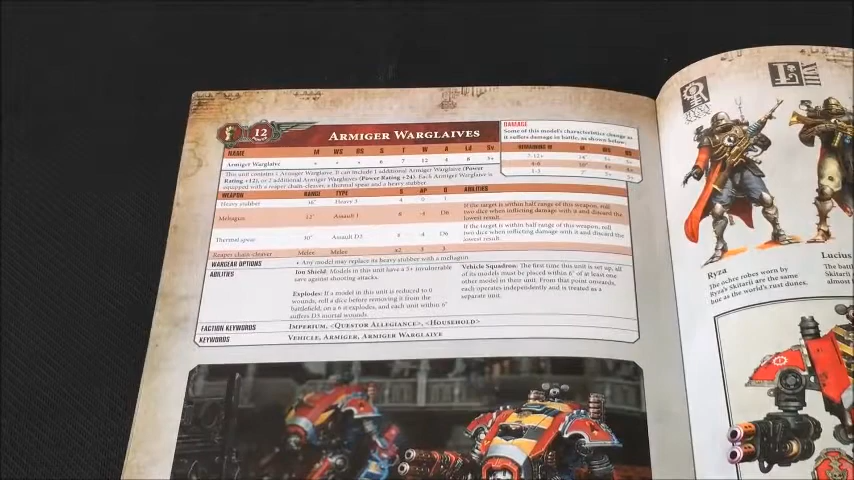 12
ARMIGER WARGLAIVES
DAMAGE
Some of this model's characteristics change as
it suffers damage in battle, as shown below:
NAME M WS BS S T W A Ld Sv
REMAINING W M WS BS
Armiger Warglaive * * * 6 7 12 4 8 3+
7-12+ 14" 3+ 3+
4-6 10" 4+ 4+
1-3 7" 5+ 5+
This unit contains 1 Armiger Warglaive. It can include 1 additional Armiger Warglaive (Power
Rating +12), or 2 additional Armiger Warglaives (Power Rating +24). Each Armiger Warglaive is
equipped with a reaper chain-cleaver, a thermal spear and a heavy stubber.
WEAPON RANGE TYPE S AP D ABILITIES
Heavy stubber 36" Heavy 3 4 0 1
Meltagun 12" Assault 1 8 -4 D6 If the target is within half range of this weapon, roll
two dice when inflicting damage with it and discard the
lowest result.
Thermal spear 30" Assault D3 8 -4 D6 If the target is within half range of this weapon, roll
two dice when inflicting damage with it and discard the
lowest result.
Reaper chain-cleaver Melee Melee x2 -3 3
WARGEAR OPTIONS • Any model may replace its heavy stubber with a meltagun.
ABILITIES
Ion Shield: Models in this unit have a 5+ invulnerable
save against shooting attacks.
Explodes: If a model in this unit is reduced to 0
wounds, roll a dice before removing it from the
battlefield; on a 6 it explodes, and each unit within 6"
suffers D3 mortal wounds.
Vehicle Squadron: The first time this unit is set up, all
of its models must be placed within 6" of at least one
other model in their unit. From that point onwards,
each operates independently and is treated as a
separate unit.
FACTION KEYWORDS IMPERIUM, <QUESTOR ALLEGIANCE>, <HOUSEHOLD>
KEYWORDS VEHICLE, ARMIGER, ARMIGER WARGLAIVE
XVII
Ryza
The ochre robes worn by
Ryza's Skitarii are the same
hue as the world's rust dunes.
Lucius
The
Skitarii